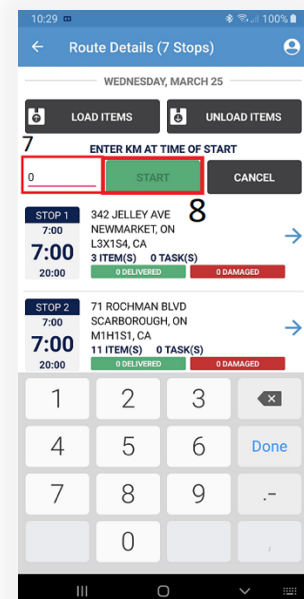 10:29 100%
Route Details (7 Stops)
WEDNESDAY, MARCH 25
LOAD ITEMS UNLOAD ITEMS
7 ENTER KM AT TIME OF START
0 START CANCEL
8
STOP 1 342 JELLEY AVE
7:00 NEWMARKET, ON
7:00 L3X1S4, CA
3 ITEM(S) 0 TASK(S)
20:00 0 DELIVERED 0 DAMAGED
STOP 2 71 ROCHMAN BLVD
7:00 SCARBOROUGH, ON
7:00 M1H1S1, CA
11 ITEM(S) 0 TASK(S)
20:00 0 DELIVERED 0 DAMAGED
1 2 3
4 5 6 Done
7 8 9 .-
0 ,